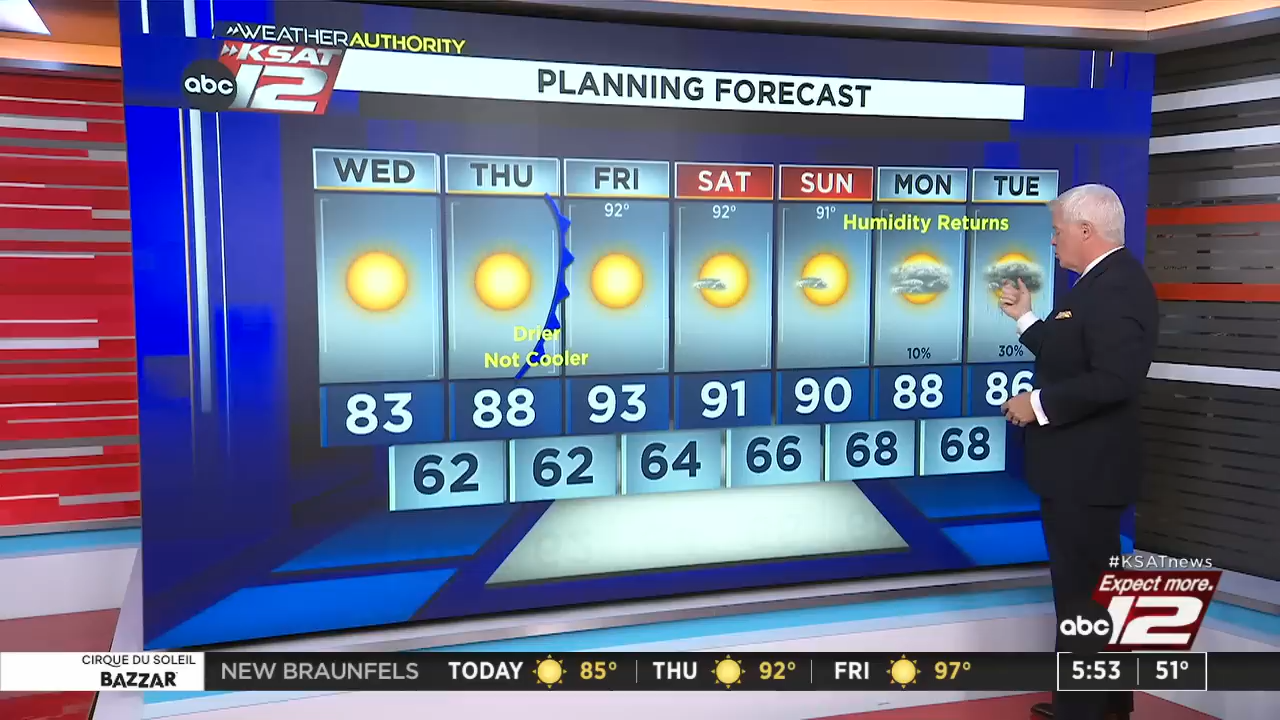 WEATHERAUTHORITY
KSAT
abc 12
PLANNING FORECAST
WED THU FRI SAT SUN MON TUE
92° 92° 91°
Humidity Returns
Drier
Not Cooler
10% 30%
83 88 93 91 90 88 86
62 62 64 66 68 68
#KSATnews
Expect more.
abc 12
CIRQUE DU SOLEIL
BAZZAR
NEW BRAUNFELS TODAY 85° THU 92° FRI 97°
5:53 51°